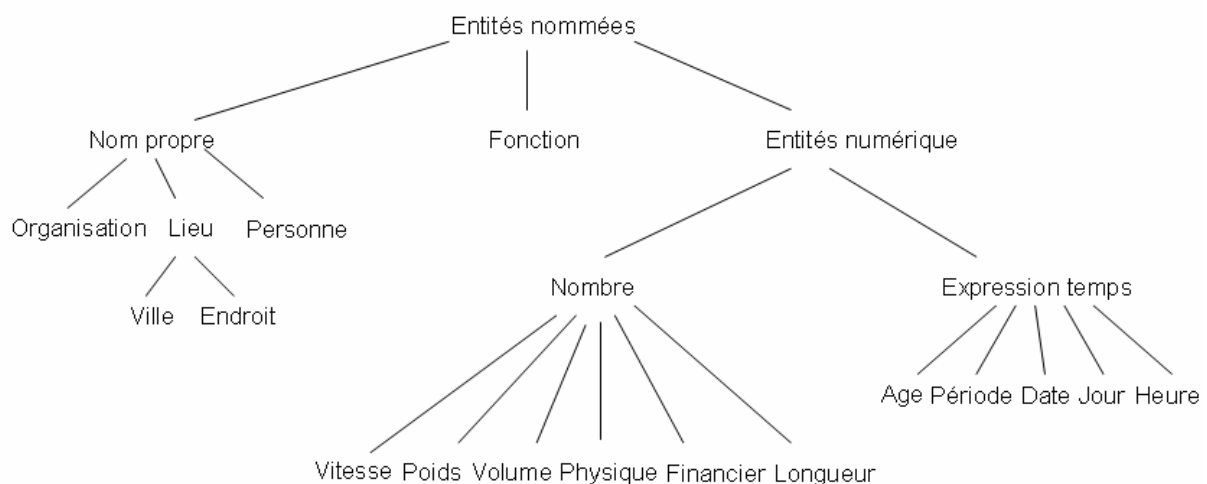 Entités nommées
Nom propre Fonction Entités numérique
Organisation Lieu Personne
Nombre Expression temps
Ville Endroit
Age Période Date Jour Heure
Vitesse Poids Volume Physique Financier Longueur